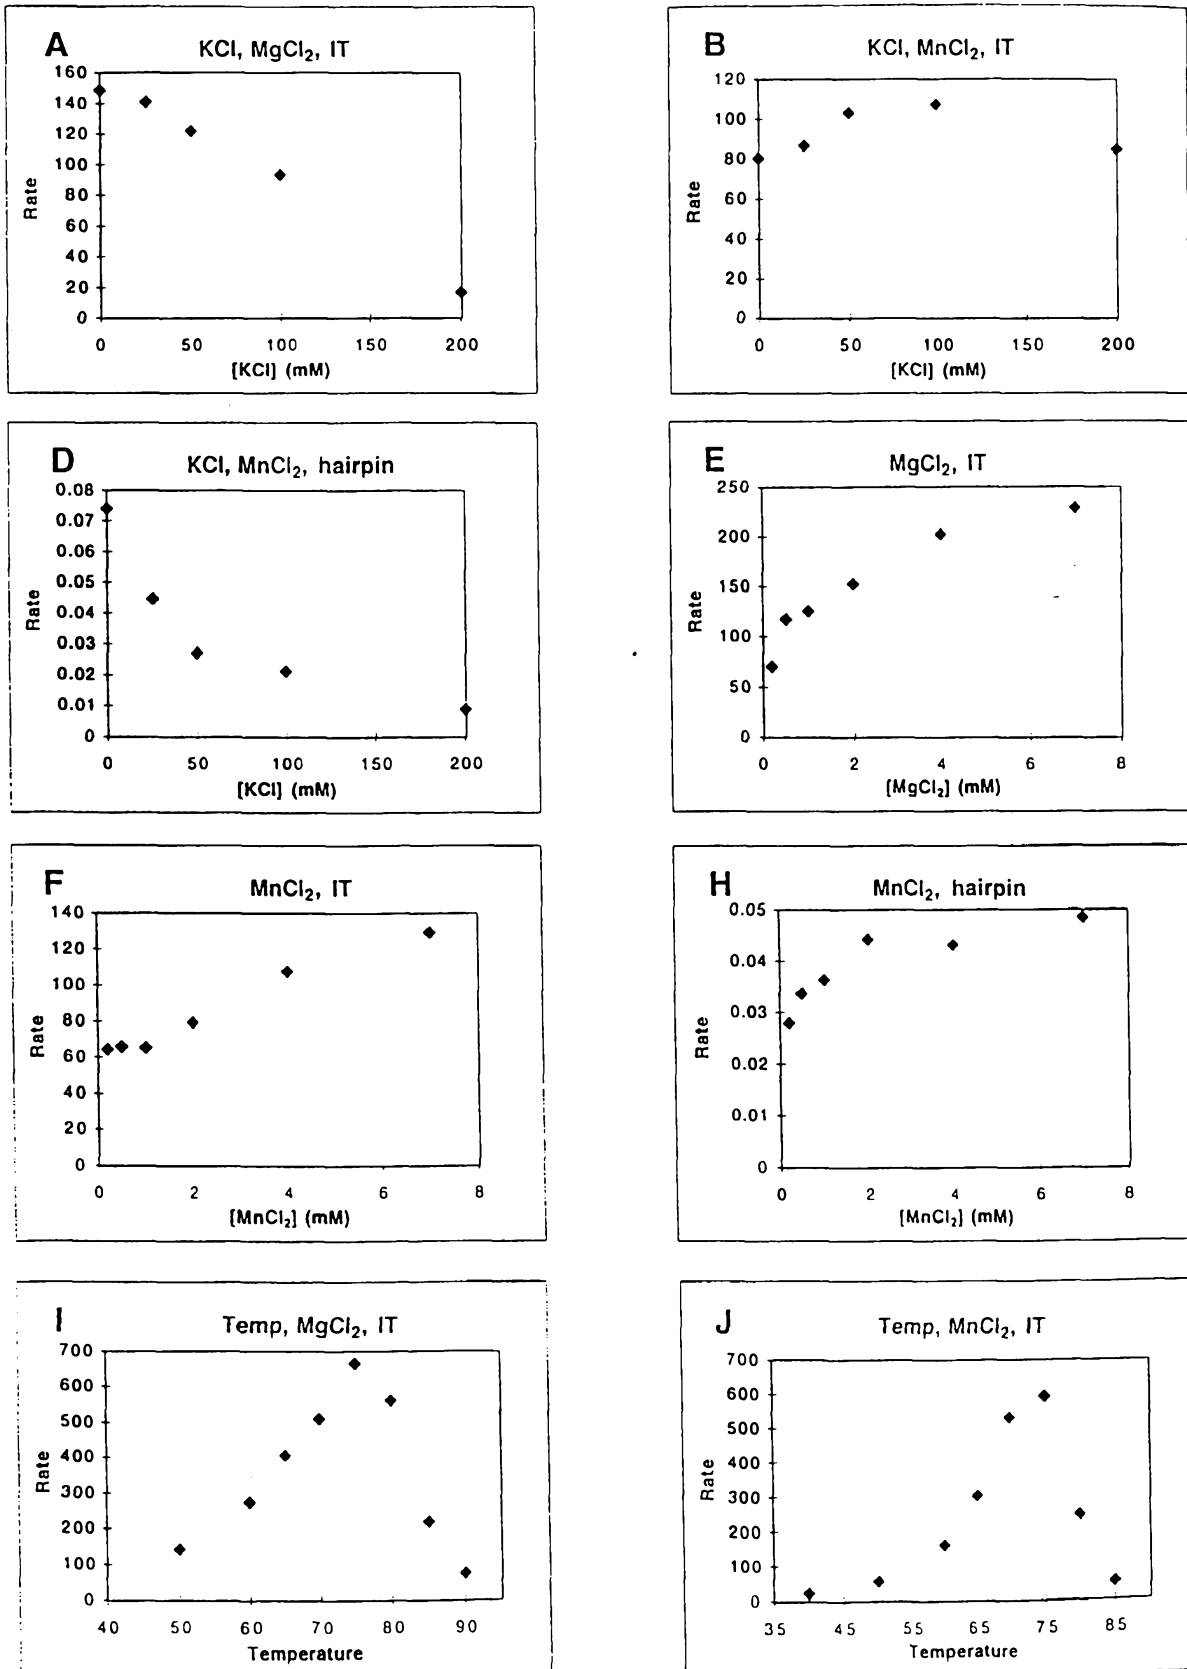 A
KCl, MgCl₂, IT
160
140
120
100
80
60
40
20
0
Rate
0 50 100 150 200
[KCl] (mM)
B
KCl, MnCl₂, IT
120
100
80
60
40
20
0
Rate
0 50 100 150 200
[KCl] (mM)
D
KCl, MnCl₂, hairpin
0.08
0.07
0.06
0.05
0.04
0.03
0.02
0.01
0
Rate
0 50 100 150 200
[KCl] (mM)
E
MgCl₂, IT
250
200
150
100
50
0
Rate
0 2 4 6 8
[MgCl₂] (mM)
F
MnCl₂, IT
140
120
100
80
60
40
20
0
Rate
0 2 4 6 8
[MnCl₂] (mM)
H
MnCl₂, hairpin
0.05
0.04
0.03
0.02
0.01
0
Rate
0 2 4 6 8
[MnCl₂] (mM)
I
Temp, MgCl₂, IT
700
600
500
400
300
200
100
0
Rate
40 50 60 70 80 90
Temperature
J
Temp, MnCl₂, IT
700
600
500
400
300
200
100
0
Rate
35 45 55 65 75 85
Temperature